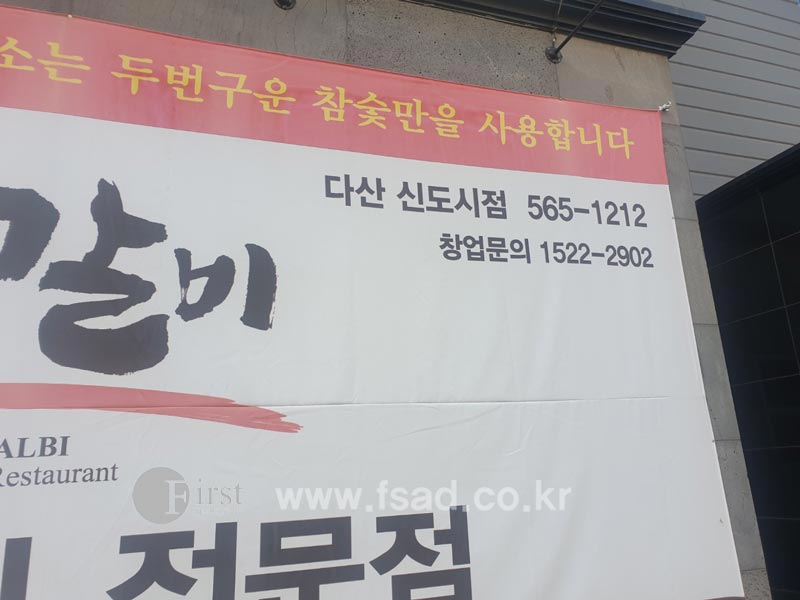 소는 두번구운 참숯만을 사용합니다
다산 신도시점 565-1212
창업문의 1522-2902
갈비
ALBI
Restaurant
First
www.fsad.co.kr
전문점